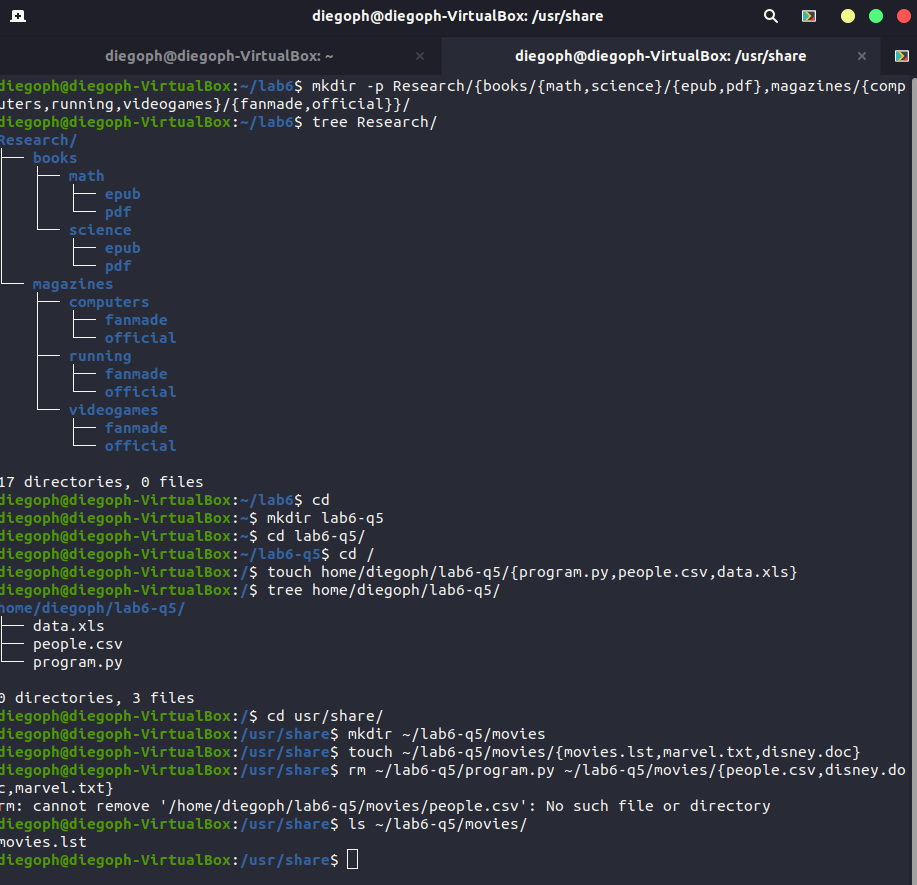 diegoph@diegoph-VirtualBox: /usr/share
diegoph@diegoph-VirtualBox: ~ × diegoph@diegoph-VirtualBox: /usr/share ×
diegoph@diegoph-VirtualBox:~/lab6$ mkdir -p Research/{books/{math,science}/{epub,pdf},magazines/{comp
uters,running,videogames}/{fanmade,official}}/
diegoph@diegoph-VirtualBox:~/lab6$ tree Research/
Research/
├── books
│   ├── math
│   │   ├── epub
│   │   └── pdf
│   └── science
│       ├── epub
│       └── pdf
└── magazines
    ├── computers
    │   ├── fanmade
    │   └── official
    ├── running
    │   ├── fanmade
    │   └── official
    └── videogames
        ├── fanmade
        └── official
17 directories, 0 files
diegoph@diegoph-VirtualBox:~/lab6$ cd
diegoph@diegoph-VirtualBox:~$ mkdir lab6-q5
diegoph@diegoph-VirtualBox:~$ cd lab6-q5/
diegoph@diegoph-VirtualBox:~/lab6-q5$ cd /
diegoph@diegoph-VirtualBox:/$ touch home/diegoph/lab6-q5/{program.py,people.csv,data.xls}
diegoph@diegoph-VirtualBox:/$ tree home/diegoph/lab6-q5/
home/diegoph/lab6-q5/
├── data.xls
├── people.csv
└── program.py
0 directories, 3 files
diegoph@diegoph-VirtualBox:/$ cd usr/share/
diegoph@diegoph-VirtualBox:/usr/share$ mkdir ~/lab6-q5/movies
diegoph@diegoph-VirtualBox:/usr/share$ touch ~/lab6-q5/movies/{movies.lst,marvel.txt,disney.doc}
diegoph@diegoph-VirtualBox:/usr/share$ rm ~/lab6-q5/program.py ~/lab6-q5/movies/{people.csv,disney.do
c,marvel.txt}
rm: cannot remove '/home/diegoph/lab6-q5/movies/people.csv': No such file or directory
diegoph@diegoph-VirtualBox:/usr/share$ ls ~/lab6-q5/movies/
movies.lst
diegoph@diegoph-VirtualBox:/usr/share$